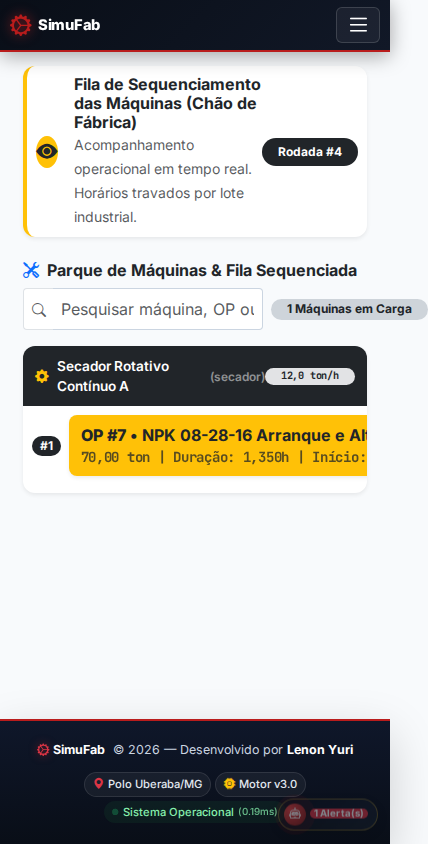 SimuFab
Fila de Sequenciamento
das Máquinas (Chão de
Fábrica)
Acompanhamento
operacional em tempo real.
Horários travados por lote
industrial.
Rodada #4
Parque de Máquinas & Fila Sequenciada
Pesquisar máquina, OP ou
1 Máquinas em Carga
Secador Rotativo
Contínuo A
(secador)
12,0 ton/h
#1
OP #7 • NPK 08-28-16 Arranque e Alt
70,00 ton | Duração: 1,350h | Início:
SimuFab © 2026 — Desenvolvido por Lenon Yuri
Polo Uberaba/MG
Motor v3.0
Sistema Operacional (0.19ms)
1 Alerta(s)